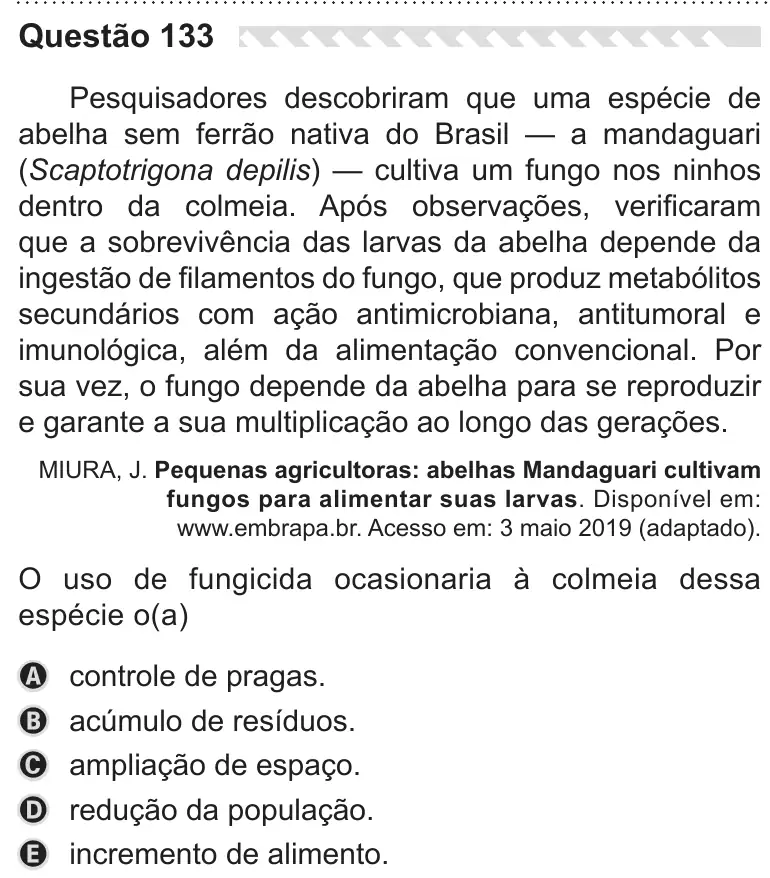 Questão 133
Pesquisadores descobriram que uma espécie de
abelha sem ferrão nativa do Brasil — a mandaguari
(Scaptotrigona depilis) — cultiva um fungo nos ninhos
dentro da colmeia. Após observações, verificaram
que a sobrevivência das larvas da abelha depende da
ingestão de filamentos do fungo, que produz metabólitos
secundários com ação antimicrobiana, antitumoral e
imunológica, além da alimentação convencional. Por
sua vez, o fungo depende da abelha para se reproduzir
e garante a sua multiplicação ao longo das gerações.
MIURA, J. Pequenas agricultoras: abelhas Mandaguari cultivam
fungos para alimentar suas larvas. Disponível em:
www.embrapa.br. Acesso em: 3 maio 2019 (adaptado).
O uso de fungicida ocasionaria à colmeia dessa
espécie o(a)
A controle de pragas.
B acúmulo de resíduos.
C ampliação de espaço.
D redução da população.
E incremento de alimento.